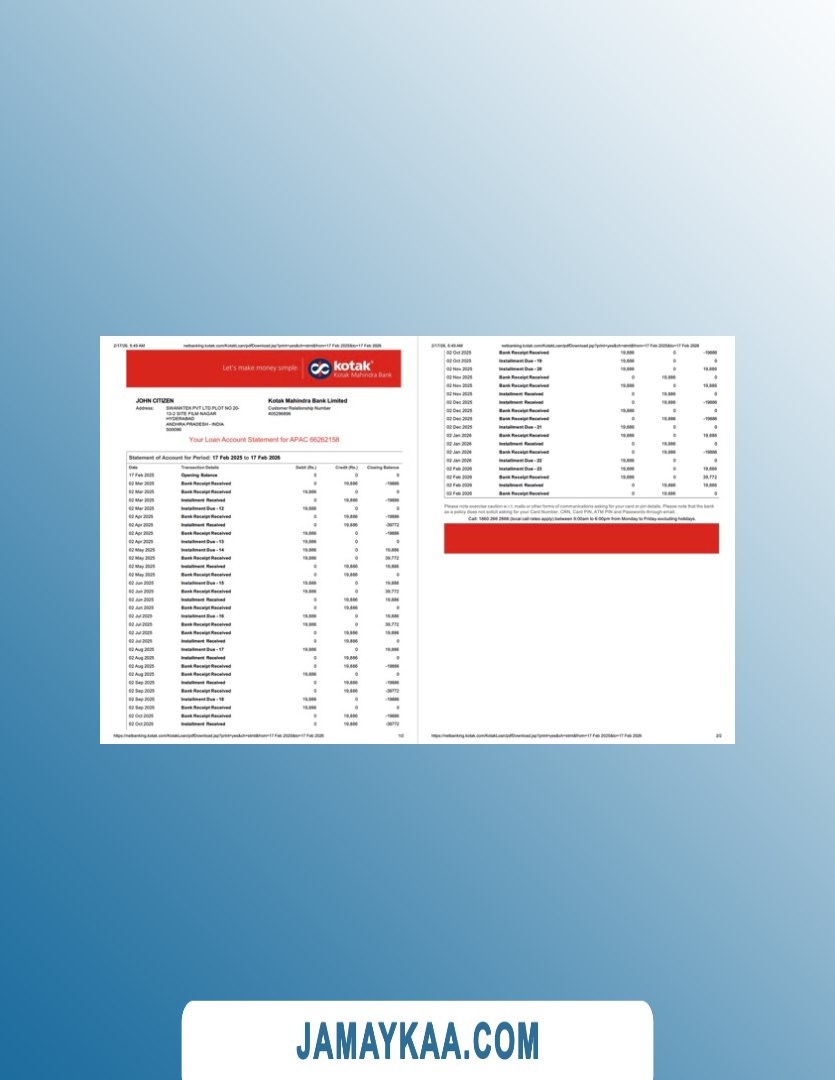 2/17/26, 5:49 AM netbanking.kotak.com/KotakLoan/pdfDownload.jsp?print=yes&ch=stmt&from=17 Feb 2025&to=17 Feb 2026
Let's make money simple. kotak
Kotak Mahindra Bank
JOHN CITIZEN Kotak Mahindra Bank Limited
Address: SWANKTEK PVT LTD PLOT NO 20- Customer Relationship Number
13-2 SITE FILM NAGAR
HYDERABAD
ANDHRA PRADESH - INDIA
500096
Your Loan Account Statement for APAC 66262158
Statement of Account for Period: 17 Feb 2025 to 17 Feb 2026
Date Transaction Details Debit (Rs.) Credit (Rs.) Closing Balance
17 Feb 2025 Opening Balance 0 0 0
02 Mar 2025 Bank Receipt Received 0 19,886 -19886
02 Mar 2025 Bank Receipt Received 19,886 0 0
02 Mar 2025 Installment Received 0 19,886 -19886
02 Mar 2025 Installment Due - 12 19,886 0 0
02 Apr 2025 Bank Receipt Received 0 19,886 -19886
02 Apr 2025 Installment Received 0 19,886 -39772
02 Apr 2025 Bank Receipt Received 19,886 0 -19886
02 Apr 2025 Installment Due - 13 19,886 0 0
02 May 2025 Installment Due - 14 19,886 0 19,886
02 May 2025 Bank Receipt Received 19,886 0 39,772
02 May 2025 Installment Received 0 19,886 19,886
02 May 2025 Bank Receipt Received 0 19,886 0
02 Jun 2025 Installment Due - 15 19,886 0 19,886
02 Jun 2025 Bank Receipt Received 19,886 0 39,772
02 Jun 2025 Installment Received 0 19,886 19,886
02 Jun 2025 Bank Receipt Received 0 19,886 0
02 Jul 2025 Installment Due - 16 19,886 0 19,886
02 Jul 2025 Bank Receipt Received 19,886 0 39,772
02 Jul 2025 Bank Receipt Received 0 19,886 19,886
02 Jul 2025 Installment Received 0 19,886 0
02 Aug 2025 Installment Due - 17 19,886 0 19,886
02 Aug 2025 Installment Received 0 19,886 0
02 Aug 2025 Bank Receipt Received 0 19,886 -19886
02 Aug 2025 Bank Receipt Received 19,886 0 0
02 Sep 2025 Installment Received 0 19,886 -19886
02 Sep 2025 Bank Receipt Received 0 19,886 -39772
02 Sep 2025 Installment Due - 18 19,886 0 -19886
02 Sep 2025 Bank Receipt Received 19,886 0 0
02 Oct 2025 Bank Receipt Received 0 19,886 -19886
02 Oct 2025 Installment Received 0 19,886 -39772
https://netbanking.kotak.com/KotakLoan/pdfDownload.jsp?print=yes&ch=stmt&from=17 Feb 2025&to=17 Feb 2026 1/2
2/17/26, 5:49 AM netbanking.kotak.com/KotakLoan/pdfDownload.jsp?print=yes&ch=stmt&from=17 Feb 2025&to=17 Feb 2026
02 Oct 2025 Bank Receipt Received 19,886 0 -19886
02 Oct 2025 Installment Due - 19 19,886 0 0
02 Nov 2025 Installment Due - 20 19,886 0 19,886
02 Nov 2025 Bank Receipt Received 0 19,886 0
02 Nov 2025 Bank Receipt Received 19,886 0 19,886
02 Nov 2025 Installment Received 0 19,886 0
02 Dec 2025 Installment Received 0 19,886 -19886
02 Dec 2025 Bank Receipt Received 19,886 0 0
02 Dec 2025 Bank Receipt Received 0 19,886 -19886
02 Dec 2025 Installment Due - 21 19,886 0 0
02 Jan 2026 Bank Receipt Received 19,886 0 19,886
02 Jan 2026 Installment Received 0 19,886 0
02 Jan 2026 Bank Receipt Received 0 19,886 -19886
02 Jan 2026 Installment Due - 22 19,886 0 0
02 Feb 2026 Installment Due - 23 19,886 0 19,886
02 Feb 2026 Bank Receipt Received 19,886 0 39,772
02 Feb 2026 Installment Received 0 19,886 19,886
02 Feb 2026 Bank Receipt Received 0 19,886 0
Please note exercise caution w.r.t. mails or other forms of communications asking for your card or pin details. Please note that the bank
as a policy does not solicit asking for your Card Number, CRN, Card PIN, ATM PIN and Passwords through email.
Call: 1860 266 2666 (local call rates apply) between 9:00am to 6:00pm from Monday to Friday excluding holidays.
https://netbanking.kotak.com/KotakLoan/pdfDownload.jsp?print=yes&ch=stmt&from=17 Feb 2025&to=17 Feb 2026 2/2
JAMAYKAA.COM